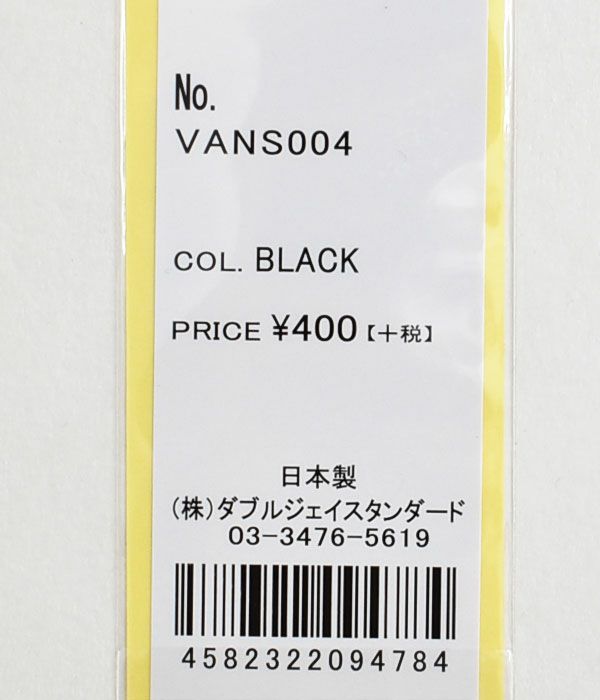 No.
VANS004
COL. BLACK
PRICE ¥400【+税】
日本製
(株)ダブルジェイスタンダード
03-3476-5619
4582322094784